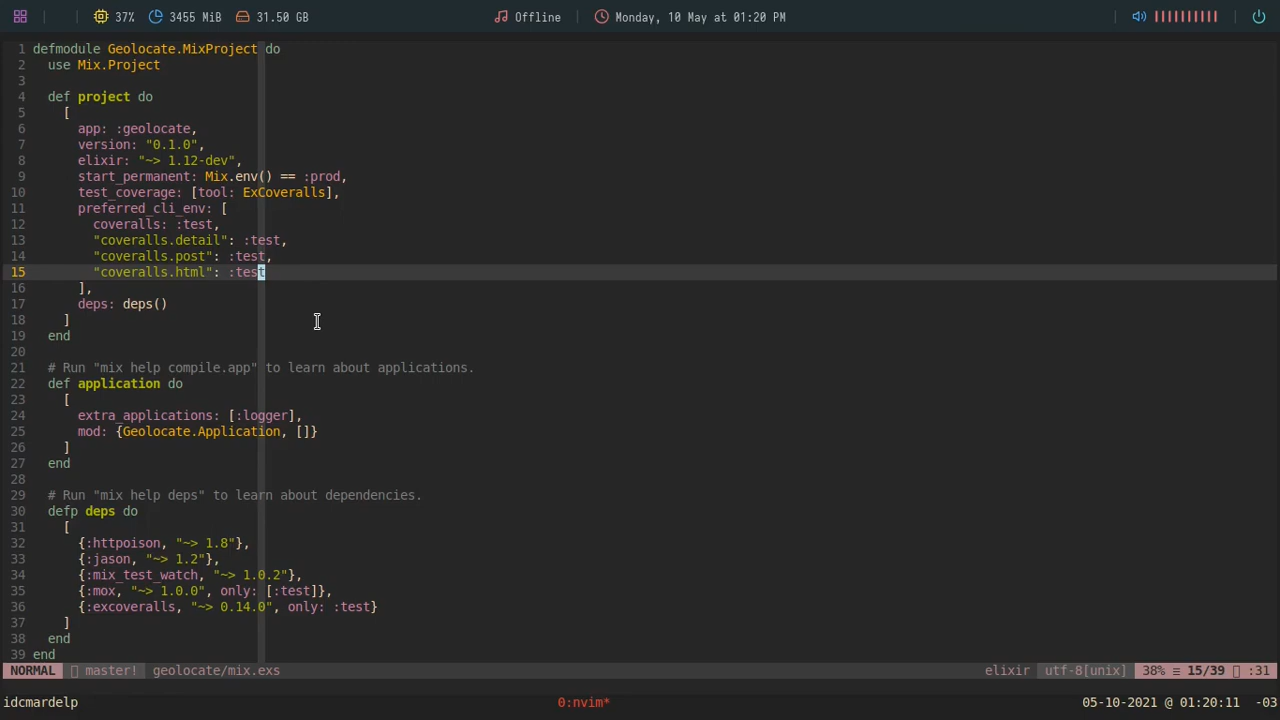 37% 3455 MiB 31.50 GB Offline Monday, 10 May at 01:20 PM
1 defmodule Geolocate.MixProject do
2   use Mix.Project
3
4   def project do
5     [
6       app: :geolocate,
7       version: "0.1.0",
8       elixir: "~> 1.12-dev",
9       start_permanent: Mix.env() == :prod,
10       test_coverage: [tool: ExCoveralls],
11       preferred_cli_env: [
12         coveralls: :test,
13         "coveralls.detail": :test,
14         "coveralls.post": :test,
15         "coveralls.html": :test
16       ],
17       deps: deps()
18     ]
19   end
20
21   # Run "mix help compile.app" to learn about applications.
22   def application do
23     [
24       extra_applications: [:logger],
25       mod: {Geolocate.Application, []}
26     ]
27   end
28
29   # Run "mix help deps" to learn about dependencies.
30   defp deps do
31     [
32       {:httpoison, "~> 1.8"},
33       {:jason, "~> 1.2"},
34       {:mix_test_watch, "~> 1.0.2"},
35       {:mox, "~> 1.0.0", only: [:test]},
36       {:excoveralls, "~> 0.14.0", only: :test}
37     ]
38   end
39 end
NORMAL master! geolocate/mix.exs elixir utf-8[unix] 38% ≡ 15/39 :31
idcmardelp 0:nvim* 05-10-2021 @ 01:20:11 -03